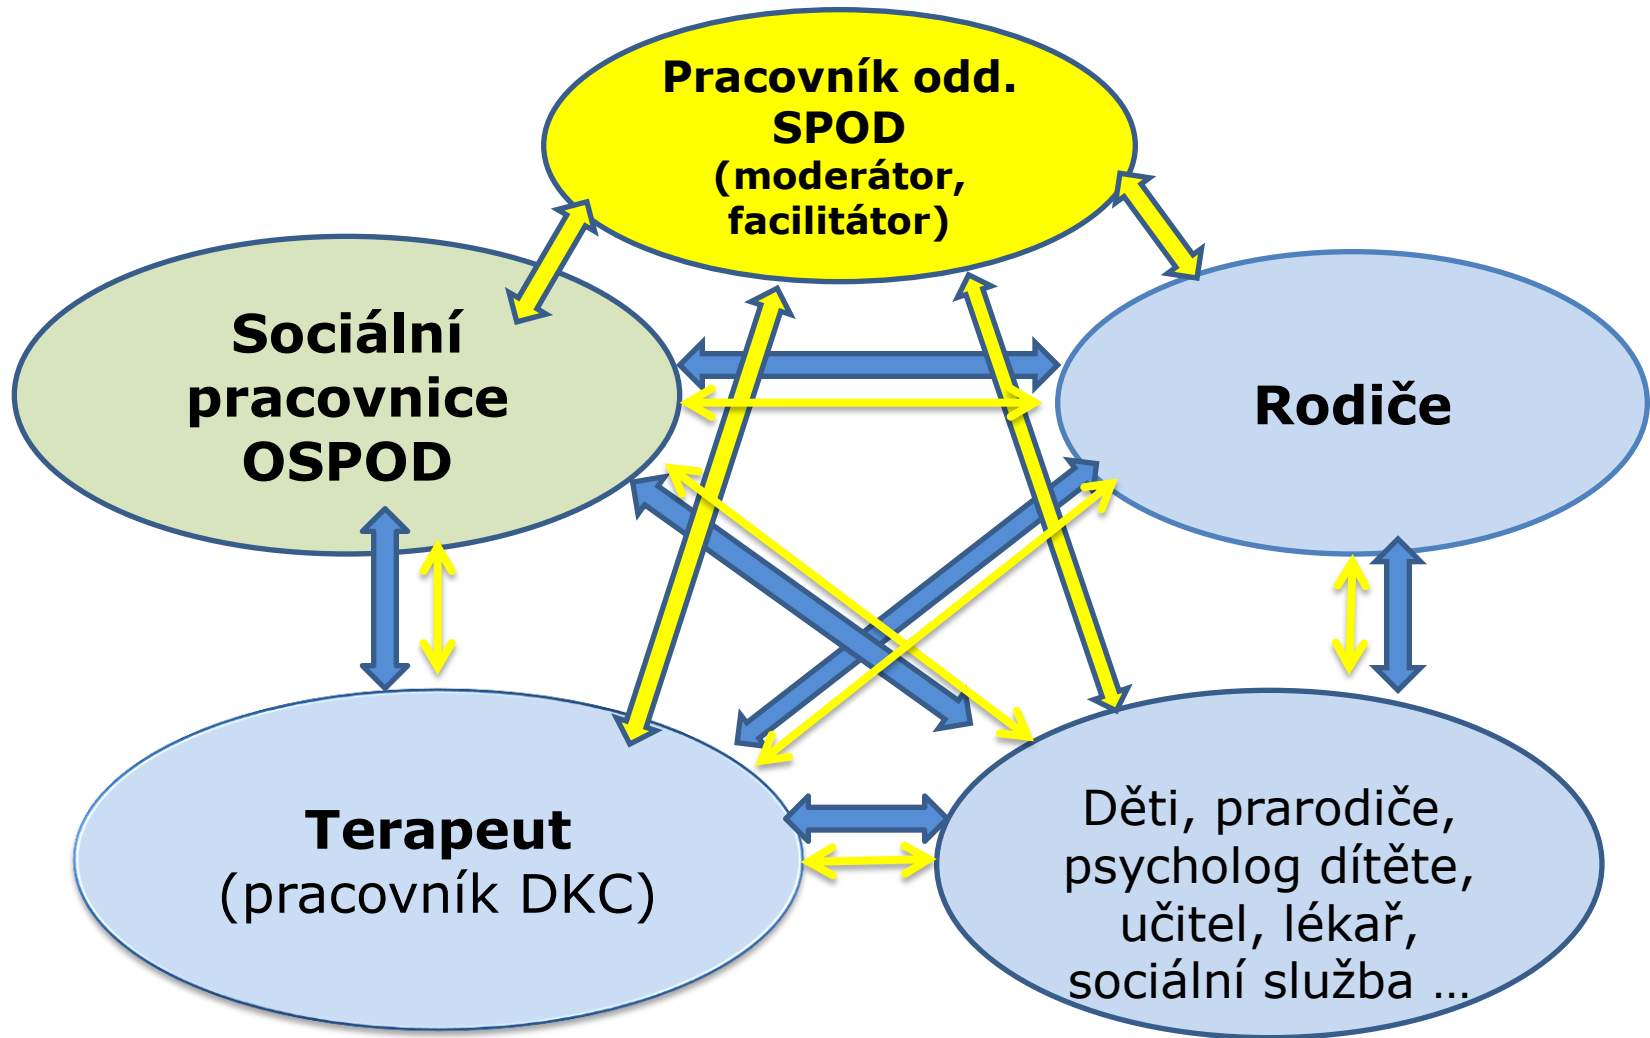 Pracovník odd.
SPOD
(moderátor,
facilitátor)
Sociální
pracovnice
OSPOD
Rodiče
Terapeut
(pracovník DKC)
Děti, prarodiče,
psycholog dítěte,
učitel, lékař,
sociální služba …